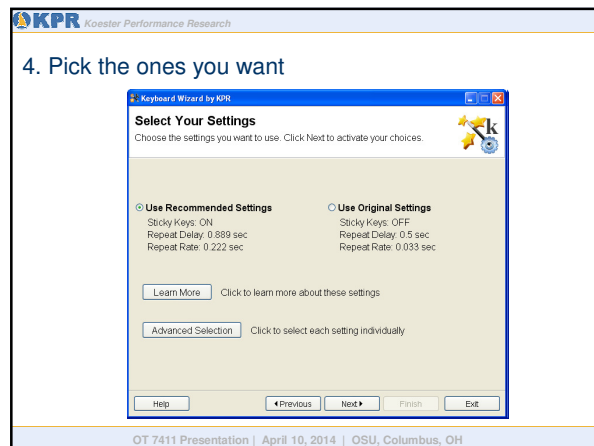 KPR Koester Performance Research
4. Pick the ones you want
Keyboard Wizard by KPR
Select Your Settings
Choose the settings you want to use. Click Next to activate your choices.
k
Use Recommended Settings
Sticky Keys: ON
Repeat Delay: 0.889 sec
Repeat Rate: 0.222 sec
Use Original Settings
Sticky Keys: OFF
Repeat Delay: 0.5 sec
Repeat Rate: 0.033 sec
Learn More Click to learn more about these settings
Advanced Selection Click to select each setting individually
Help Previous Next Finish Exit
OT 7411 Presentation | April 10, 2014 | OSU, Columbus, OH